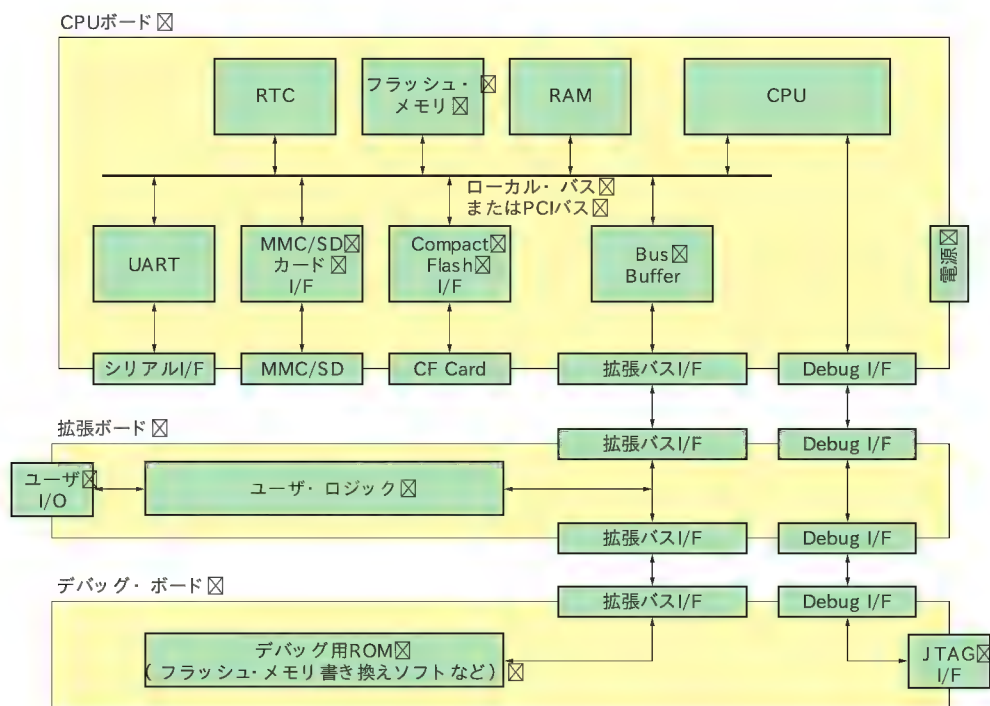 CPUボード
RTC
フラッシュ・
メモリ
RAM
CPU
ローカル・バス
またはPCIバス
UART
MMC/SD
カード
I/F
Compact
Flash
I/F
Bus
Buffer
電源
シリアルI/F
MMC/SD
CF Card
拡張バスI/F
Debug I/F
拡張ボード
拡張バスI/F
Debug I/F
ユーザ
I/O
ユーザ・ロジック
拡張バスI/F
Debug I/F
デバッグ・ボード
拡張バスI/F
Debug I/F
デバッグ用ROM
(フラッシュ・メモリ書き換えソフトなど)
JTAG
I/F